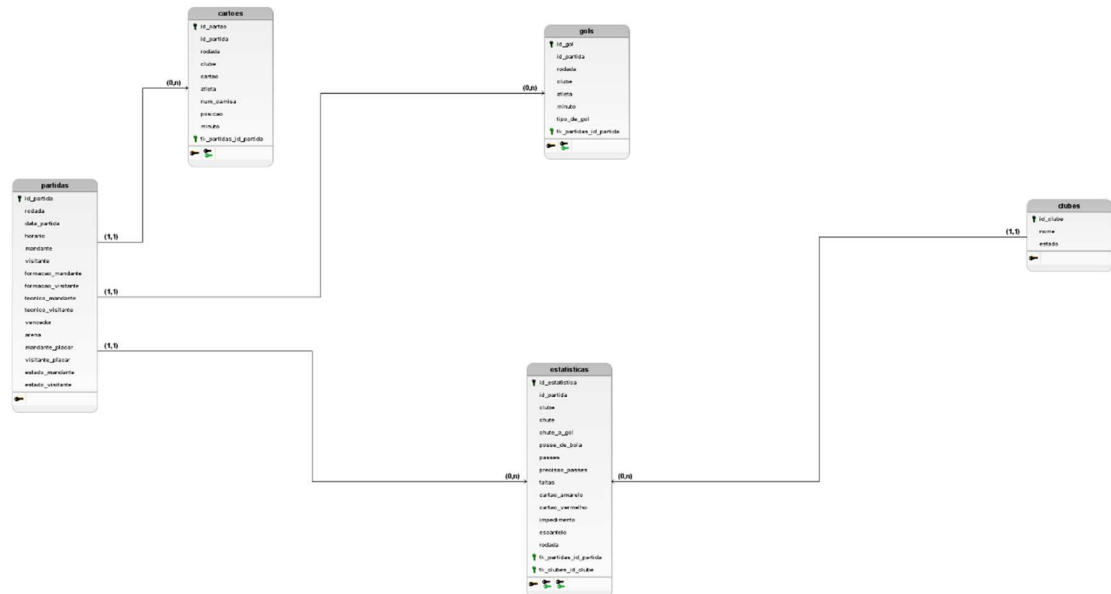 cartoes
id_cartao
id_partida
rodada
clube
cartao
atleta
num_camisa
posicao
minuto
fk_partidas_id_partida
(0,n)
gols
id_gol
id_partida
rodada
clube
atleta
minuto
tipo_de_gol
fk_partidas_id_partida
(0,n)
partidas
id_partida
rodada
data_partida
horario
mandante
visitante
formacao_mandante
formacao_visitante
tecnico_mandante
tecnico_visitante
vencedor
arena
mandante_placar
visitante_placar
estado_mandante
estado_visitante
(1,1)
(1,1)
(1,1)
clubes
id_clube
nome
estado
(1,1)
estatisticas
id_estatistica
id_partida
clube
chute
chute_a_gol
posse_de_bola
passes
precisao_passes
faltas
cartao_amarelo
cartao_vermelho
impedimento
escanteio
rodada
fk_partidas_id_partida
fk_clubes_id_clube
(0,n)
(0,n)